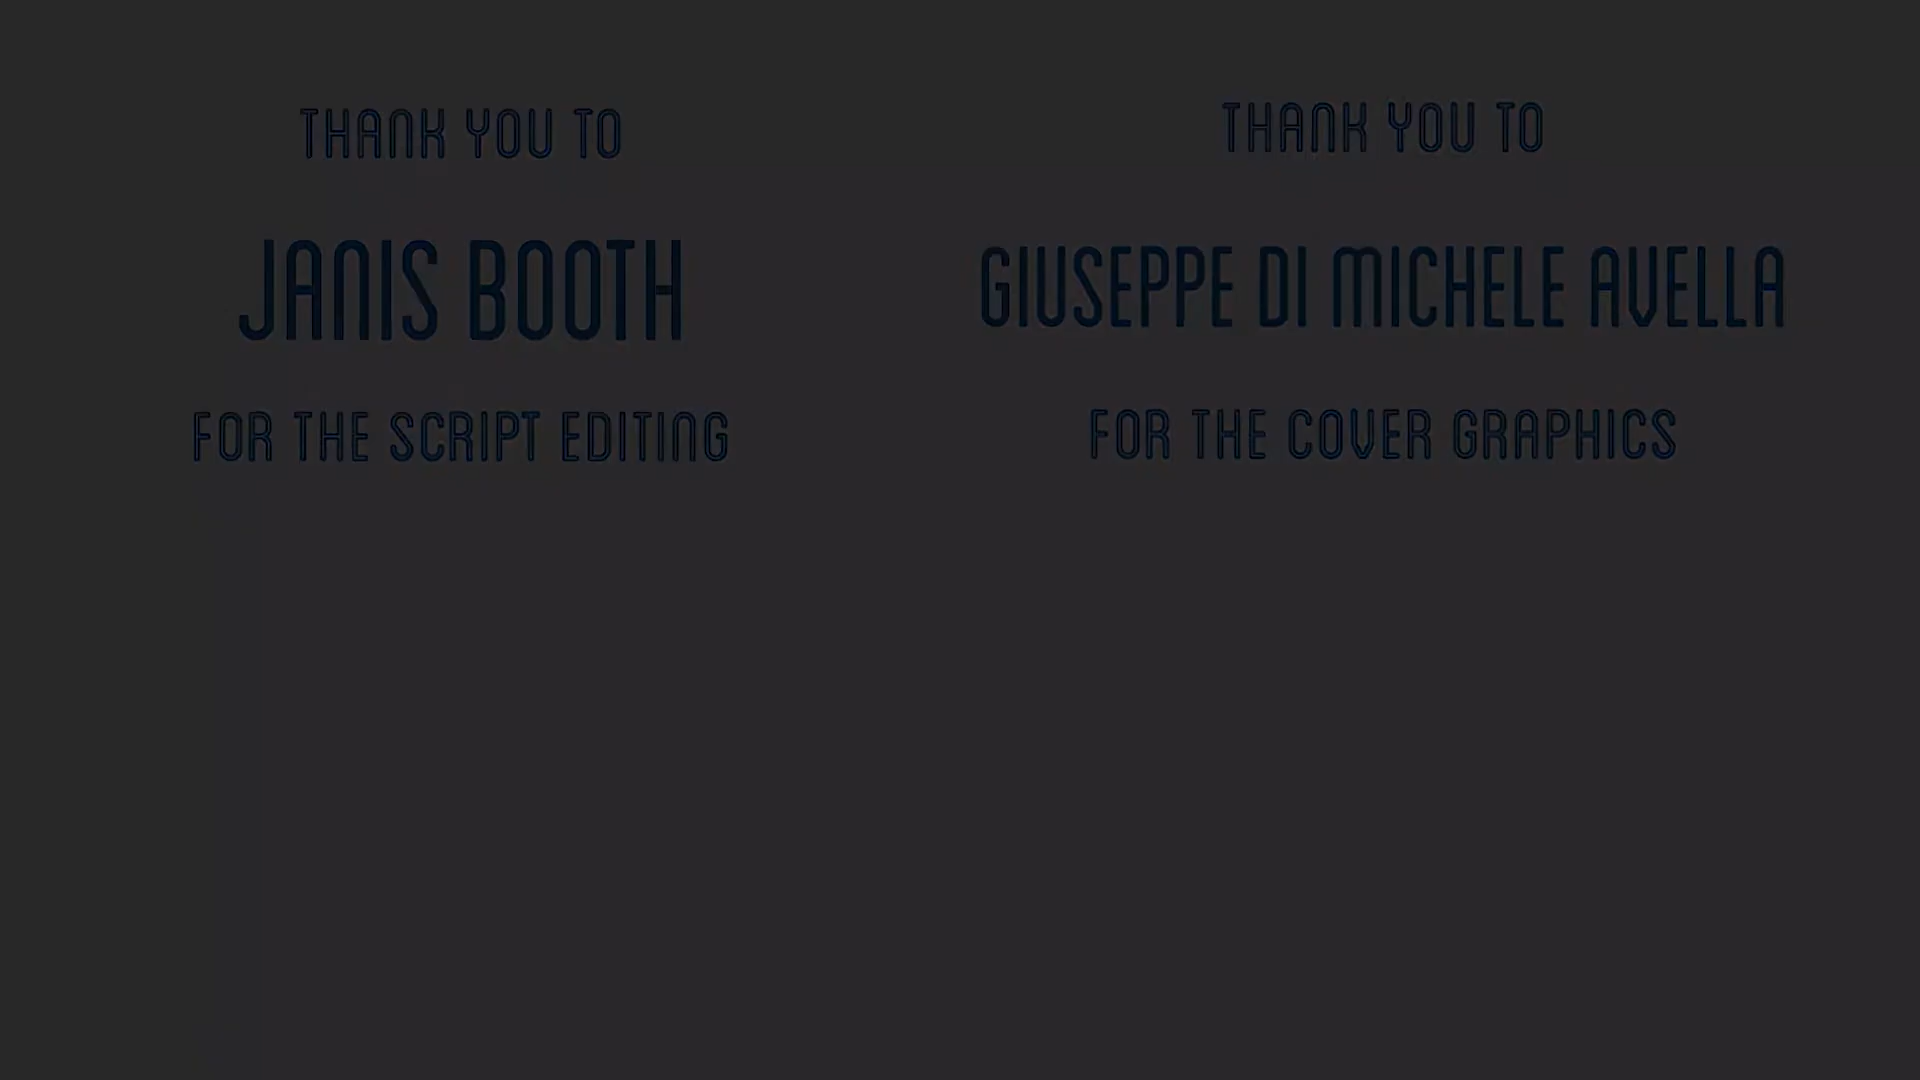 THANK YOU TO
JANIS BOOTH
FOR THE SCRIPT EDITING
THANK YOU TO
GIUSEPPE DI MICHELE AVELLA
FOR THE COVER GRAPHICS